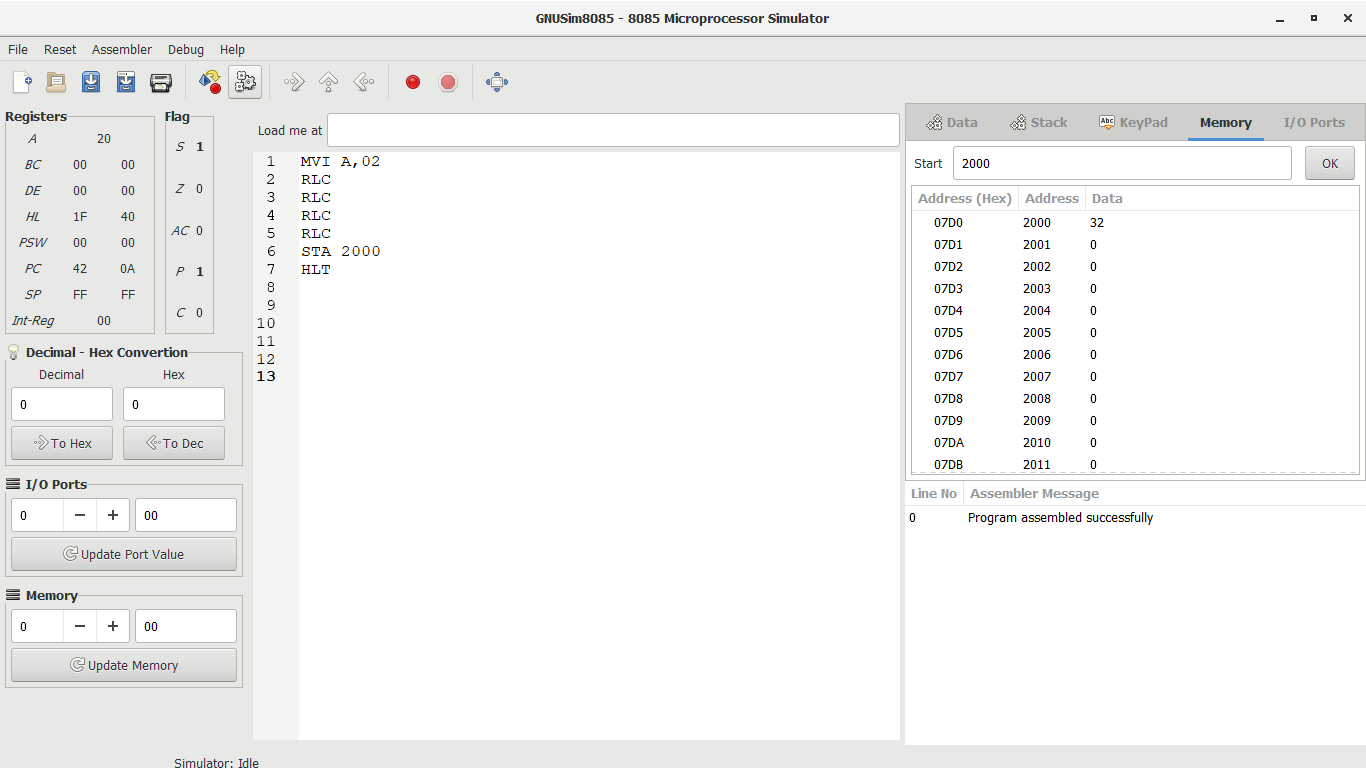 GNUSim8085 - 8085 Microprocessor Simulator
File Reset Assembler Debug Help
Registers
A 20
BC 00 00
DE 00 00
HL 1F 40
PSW 00 00
PC 42 0A
SP FF FF
Int-Reg 00
Flag
S 1
Z 0
AC 0
P 1
C 0
Decimal - Hex Convertion
Decimal Hex
0 0
To Hex To Dec
I/O Ports
0 − + 00
Update Port Value
Memory
0 − + 00
Update Memory
Load me at
1 MVI A,02
2 RLC
3 RLC
4 RLC
5 RLC
6 STA 2000
7 HLT
8
9
10
11
12
13
Data Stack Abc KeyPad Memory I/O Ports
Start 2000 OK
Address (Hex) Address Data
07D0 2000 32
07D1 2001 0
07D2 2002 0
07D3 2003 0
07D4 2004 0
07D5 2005 0
07D6 2006 0
07D7 2007 0
07D8 2008 0
07D9 2009 0
07DA 2010 0
07DB 2011 0
Line No Assembler Message
0 Program assembled successfully
Simulator: Idle